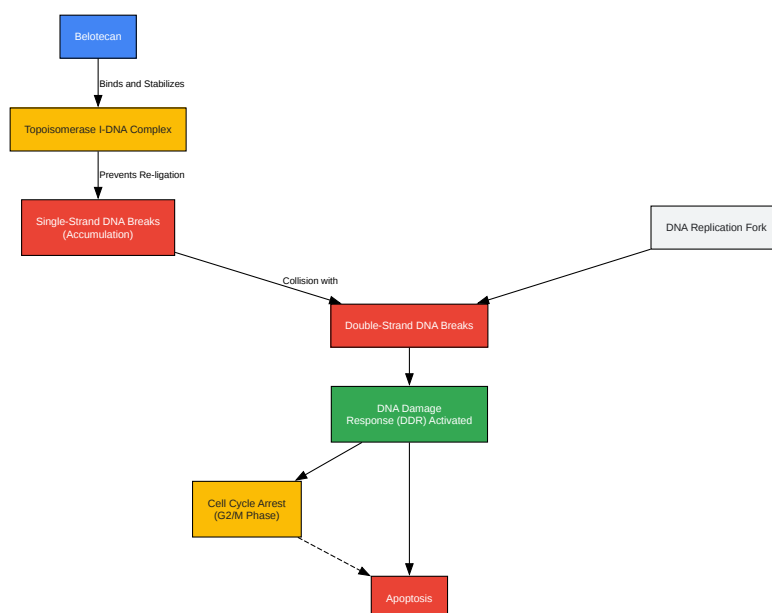 Belotecan
Binds and Stabilizes
Topoisomerase I-DNA Complex
Prevents Re-ligation
Single-Strand DNA Breaks
(Accumulation)
DNA Replication Fork
Collision with
Double-Strand DNA Breaks
DNA Damage
Response (DDR) Activated
Cell Cycle Arrest
(G2/M Phase)
Apoptosis